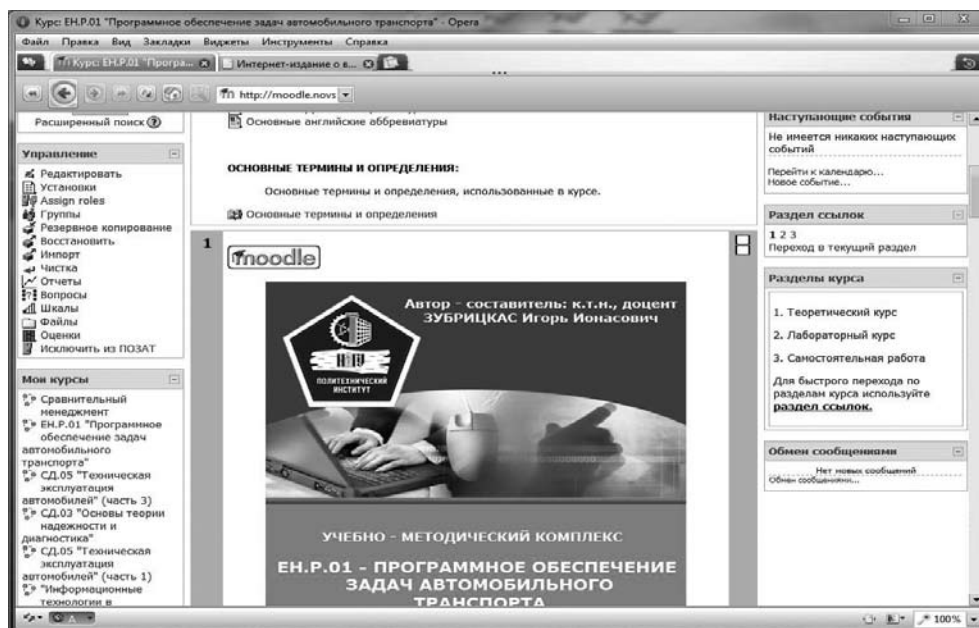 Курс: ЕН.Р.01 "Программное обеспечение задач автомобильного транспорта" - Opera
Файл Правка Вид Закладки Виджеты Инструменты Справка
Курс: ЕН.Р.01 "Програ...
Интернет-издание о в...
http://moodle.novs
Расширенный поиск
Управление
Редактировать
Установки
Assign roles
Группы
Резервное копирование
Восстановить
Импорт
Чистка
Отчеты
Вопросы
Шкалы
Файлы
Оценки
Исключить из ПОЗАТ
Мои курсы
Сравнительный
менеджмент
ЕН.Р.01 "Программное
обеспечение задач
автомобильного
транспорта"
СД.05 "Техническая
эксплуатация
автомобилей" (часть 3)
СД.03 "Основы теории
надежности и
диагностика"
СД.05 "Техническая
эксплуатация
автомобилей" (часть 1)
"Информационные
технологии в
Основные английские аббревиатуры
ОСНОВНЫЕ ТЕРМИНЫ И ОПРЕДЕЛЕНИЯ:
Основные термины и определения, использованные в курсе.
Основные термины и определения
1
moodle
Автор - составитель: к.т.н., доцент
ЗУБРИЦКАС Игорь Ионасович
ПОЛИТЕХНИЧЕСКИЙ
ИНСТИТУТ
УЧЕБНО - МЕТОДИЧЕСКИЙ КОМПЛЕКС
ЕН.Р.01 - ПРОГРАММНОЕ ОБЕСПЕЧЕНИЕ
ЗАДАЧ АВТОМОБИЛЬНОГО
ТРАНСПОРТА
Наступающие события
Не имеется никаких наступающих
событий
Перейти к календарю...
Новое событие...
Раздел ссылок
1 2 3
Переход в текущий раздел
Разделы курса
1. Теоретический курс
2. Лабораторный курс
3. Самостоятельная работа
Для быстрого перехода по
разделам курса используйте
раздел ссылок.
Обмен сообщениями
Нет новых сообщений
Обмен сообщениями...
100%